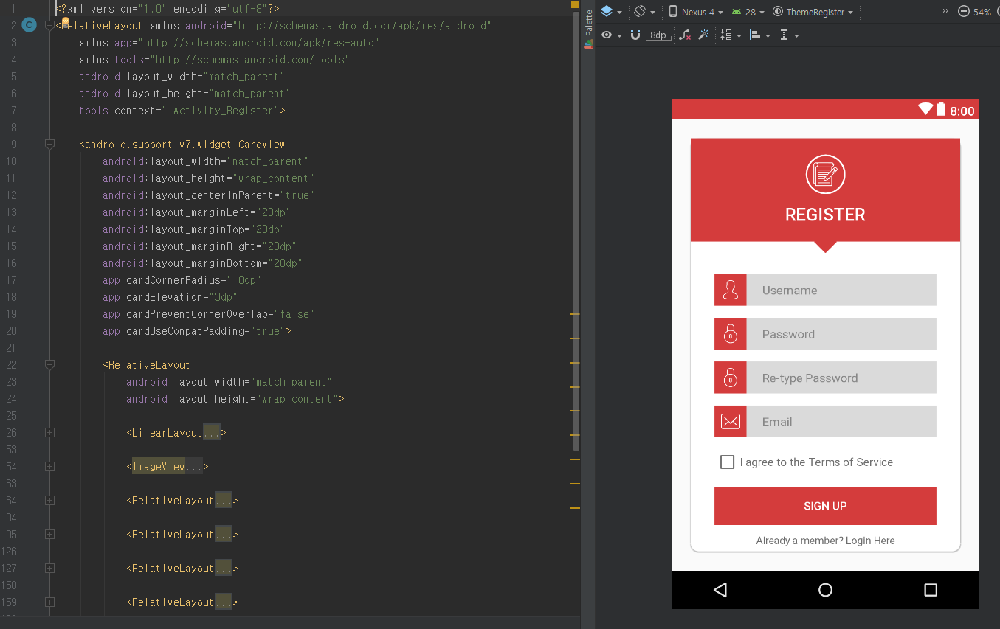 1 <?xml version="1.0" encoding="utf-8"?>
2 <RelativeLayout xmlns:android="http://schemas.android.com/apk/res/android"
3 xmlns:app="http://schemas.android.com/apk/res-auto"
4 xmlns:tools="http://schemas.android.com/tools"
5 android:layout_width="match_parent"
6 android:layout_height="match_parent"
7 tools:context=".Activity_Register">
8
9 <android.support.v7.widget.CardView
10 android:layout_width="match_parent"
11 android:layout_height="wrap_content"
12 android:layout_centerInParent="true"
13 android:layout_marginLeft="20dp"
14 android:layout_marginTop="20dp"
15 android:layout_marginRight="20dp"
16 android:layout_marginBottom="20dp"
17 app:cardCornerRadius="10dp"
18 app:cardElevation="3dp"
19 app:cardPreventCornerOverlap="false"
20 app:cardUseCompatPadding="true">
21
22 <RelativeLayout
23 android:layout_width="match_parent"
24 android:layout_height="wrap_content">
25
26 <LinearLayout...>
53
54 <ImageView...>
63
64 <RelativeLayout...>
94
95 <RelativeLayout...>
126
127 <RelativeLayout...>
158
159 <RelativeLayout...>
C
Palette
Nexus 4 28 ThemeRegister » 54%
8dp
8:00
REGISTER
Username
Password
Re-type Password
Email
I agree to the Terms of Service
SIGN UP
Already a member? Login Here